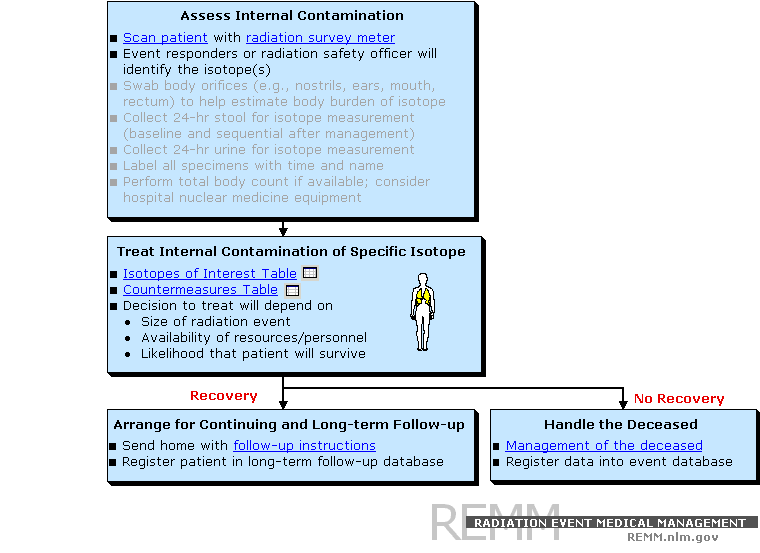 Assess Internal Contamination
■ Scan patient with radiation survey meter
■ Event responders or radiation safety officer will
identify the isotope(s)
■ Swab body orifices (e.g., nostrils, ears, mouth,
rectum) to help estimate body burden of isotope
■ Collect 24-hr stool for isotope measurement
(baseline and sequential after management)
■ Collect 24-hr urine for isotope measurement
■ Label all specimens with time and name
■ Perform total body count if available; consider
hospital nuclear medicine equipment
Treat Internal Contamination of Specific Isotope
■ Isotopes of Interest Table
■ Countermeasures Table
■ Decision to treat will depend on
• Size of radiation event
• Availability of resources/personnel
• Likelihood that patient will survive
Recovery
No Recovery
Arrange for Continuing and Long-term Follow-up
■ Send home with follow-up instructions
■ Register patient in long-term follow-up database
Handle the Deceased
■ Management of the deceased
■ Register data into event database
REMM
RADIATION EVENT MEDICAL MANAGEMENT
REMM.nlm.gov